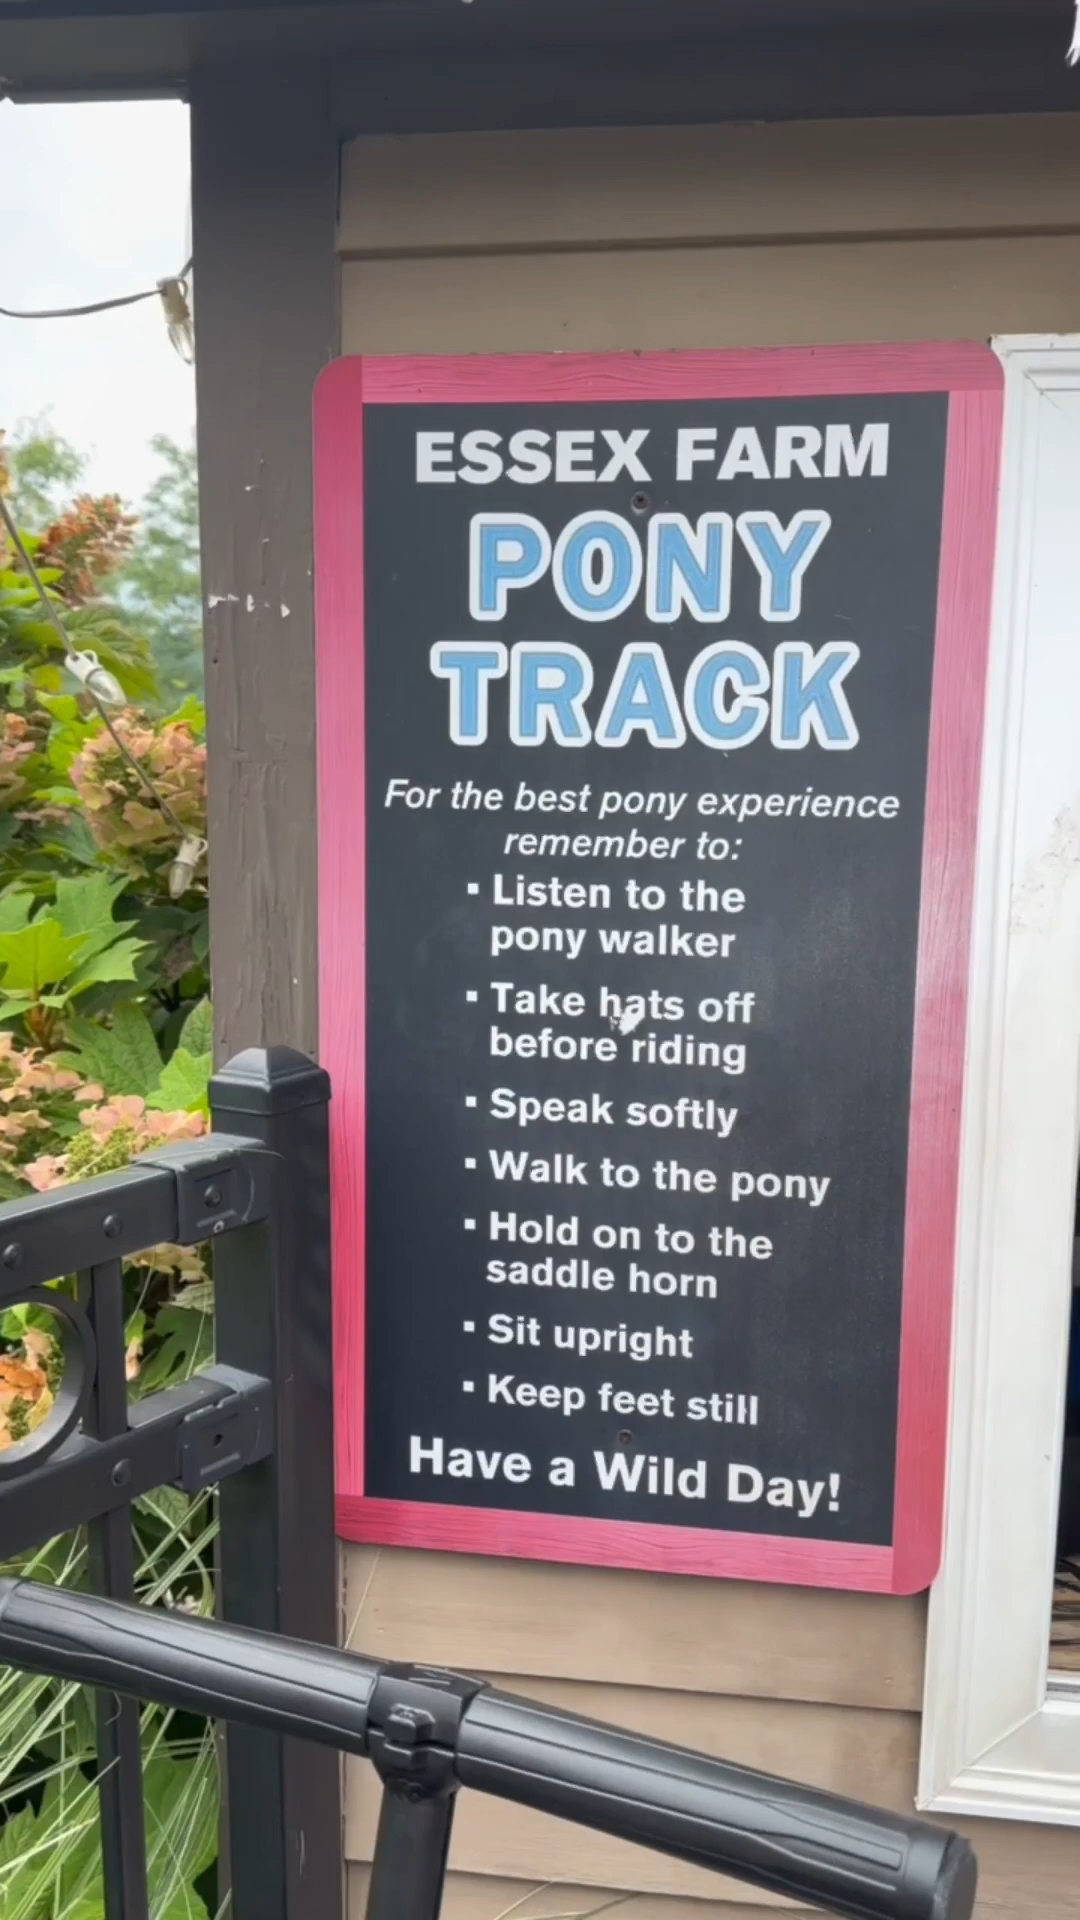 ESSEX FARM
PONY
TRACK
For the best pony experience
remember to:
▪ Listen to the
pony walker
▪ Take hats off
before riding
▪ Speak softly
▪ Walk to the pony
▪ Hold on to the
saddle horn
▪ Sit upright
▪ Keep feet still
Have a Wild Day!